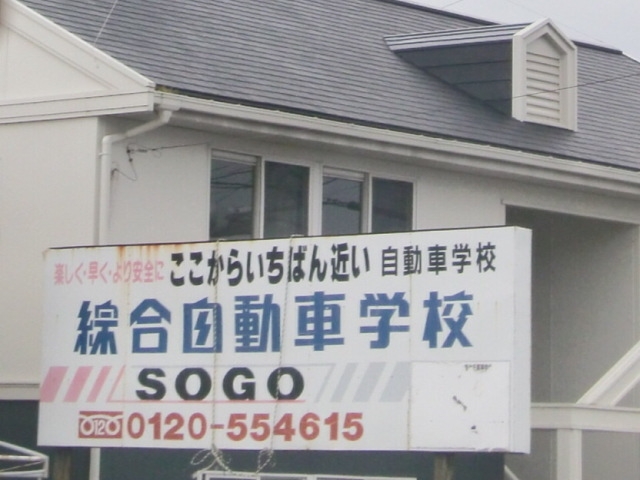 楽しく・早く・より安全に ここからいちばん近い 自動車学校
綜合自動車学校
SOGO
0120-554615